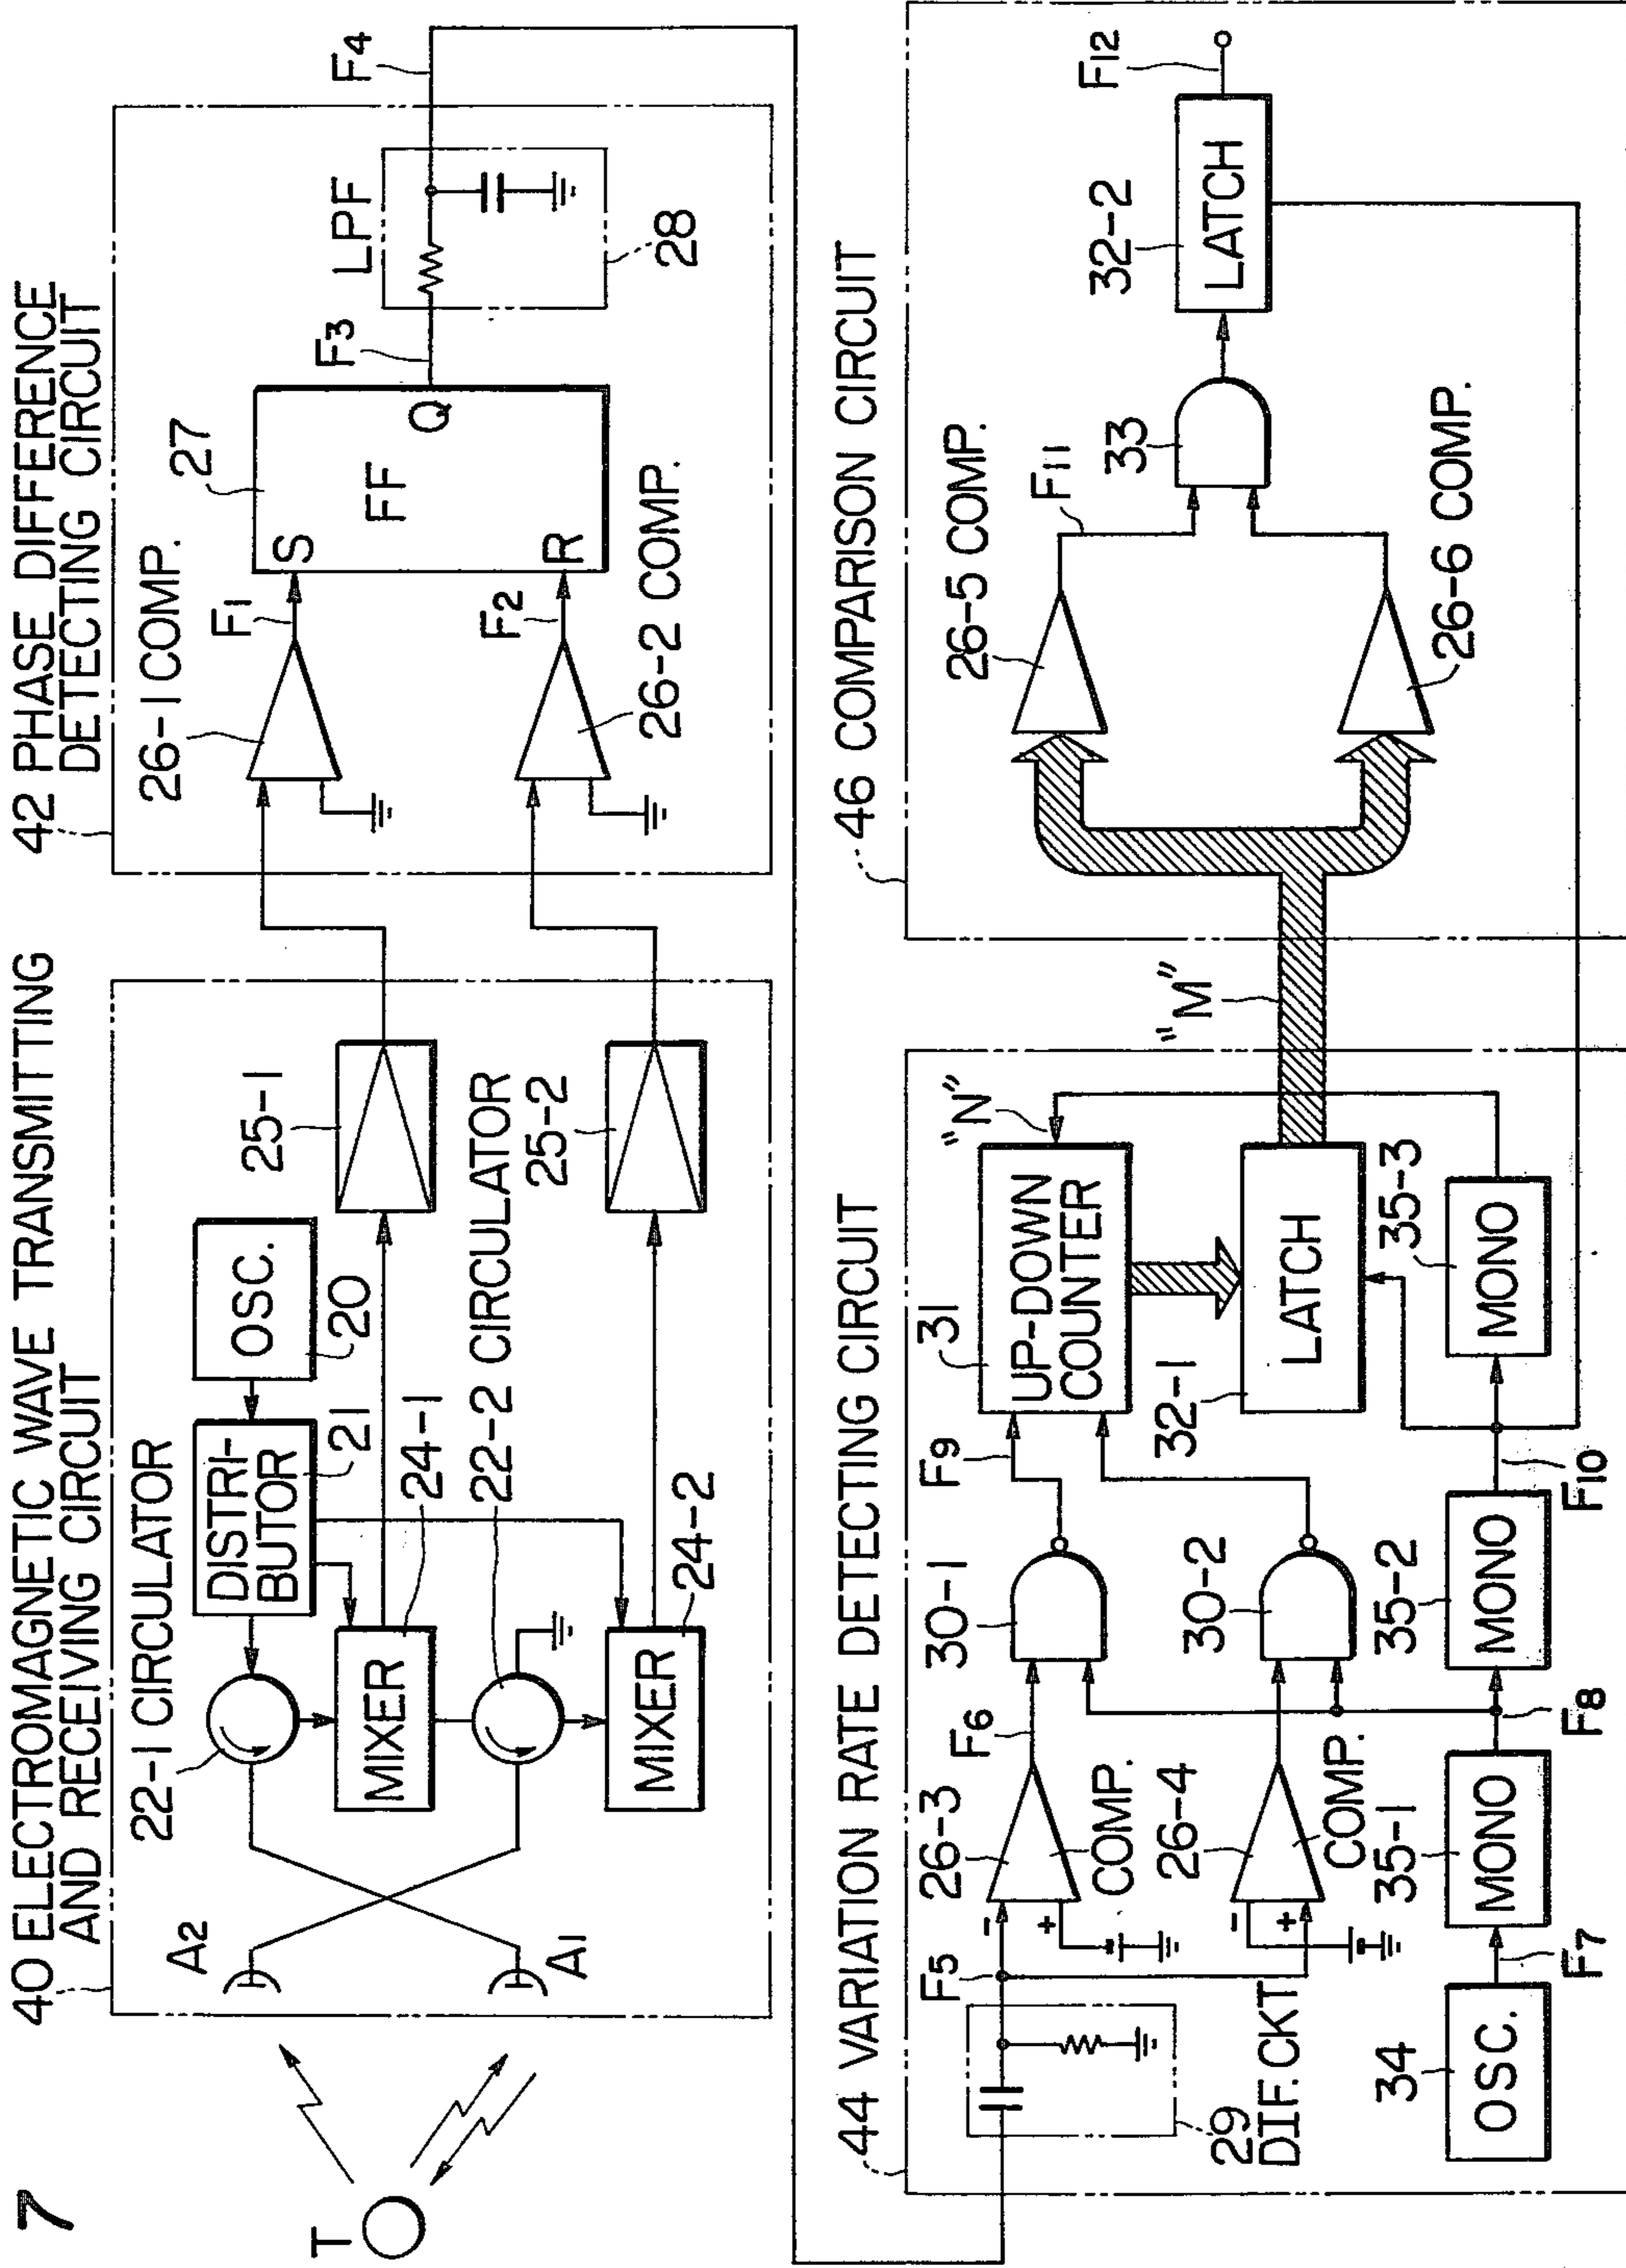 7
40 ELECTROMAGNETIC WAVE TRANSMITTING
AND RECEIVING CIRCUIT
T
A2
A1
22-1 CIRCULATOR
DISTRI-
BUTOR
21
OSC.
20
MIXER
24-1
22-2 CIRCULATOR
MIXER
24-2
25-1
25-2
42 PHASE DIFFERENCE
DETECTING CIRCUIT
26-1 COMP.
F1
F2
26-2 COMP.
27
S
FF
R
Q
F3
LPF
28
F4
44 VARIATION RATE DETECTING CIRCUIT
29
DIF. CKT
F5
-
+
26-3
COMP.
F6
-
+
26-4
COMP.
30-1
30-2
F9
31
UP-DOWN
COUNTER
"N"
32-1
LATCH
34
OSC.
F7
35-1
MONO
F8
35-2
MONO
F10
35-3
MONO
"M"
46 COMPARISON CIRCUIT
26-5 COMP.
26-6 COMP.
F11
33
32-2
LATCH
F12